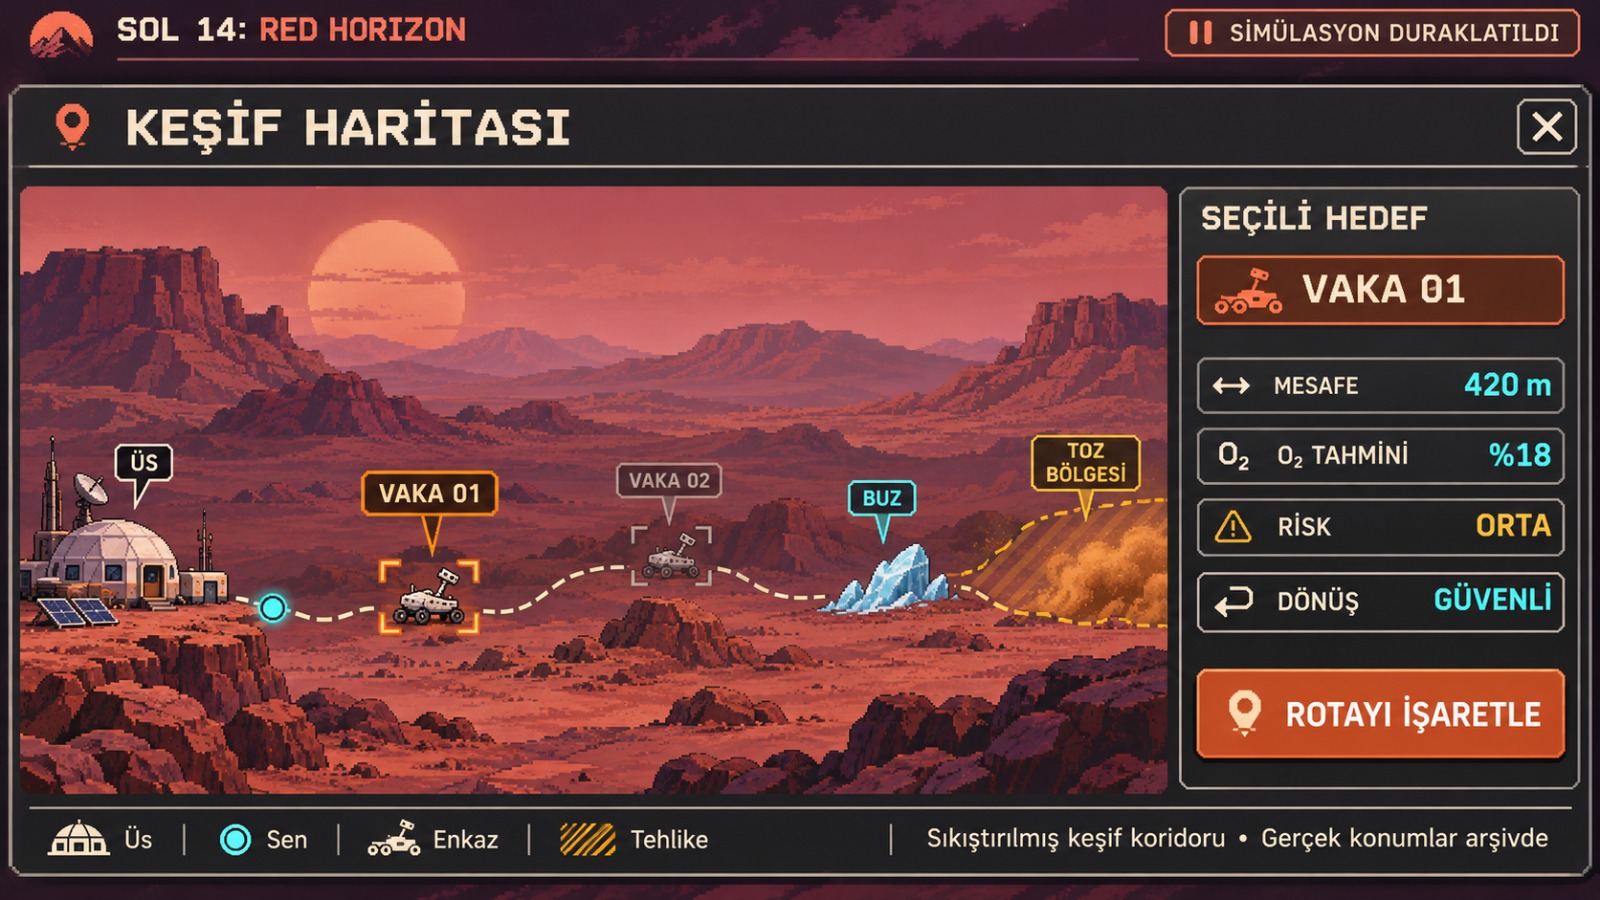 SOL 14: RED HORIZON
SİMÜLASYON DURAKLATILDI
KEŞİF HARİTASI
ÜS
VAKA 01
VAKA 02
BUZ
TOZ
BÖLGESİ
SEÇİLİ HEDEF
VAKA 01
MESAFE 420 m
O₂ O₂ TAHMİNİ %18
RİSK ORTA
DÖNÜŞ GÜVENLİ
ROTAYI İŞARETLE
Üs | Sen | Enkaz | Tehlike | Sıkıştırılmış keşif koridoru • Gerçek konumlar arşivde